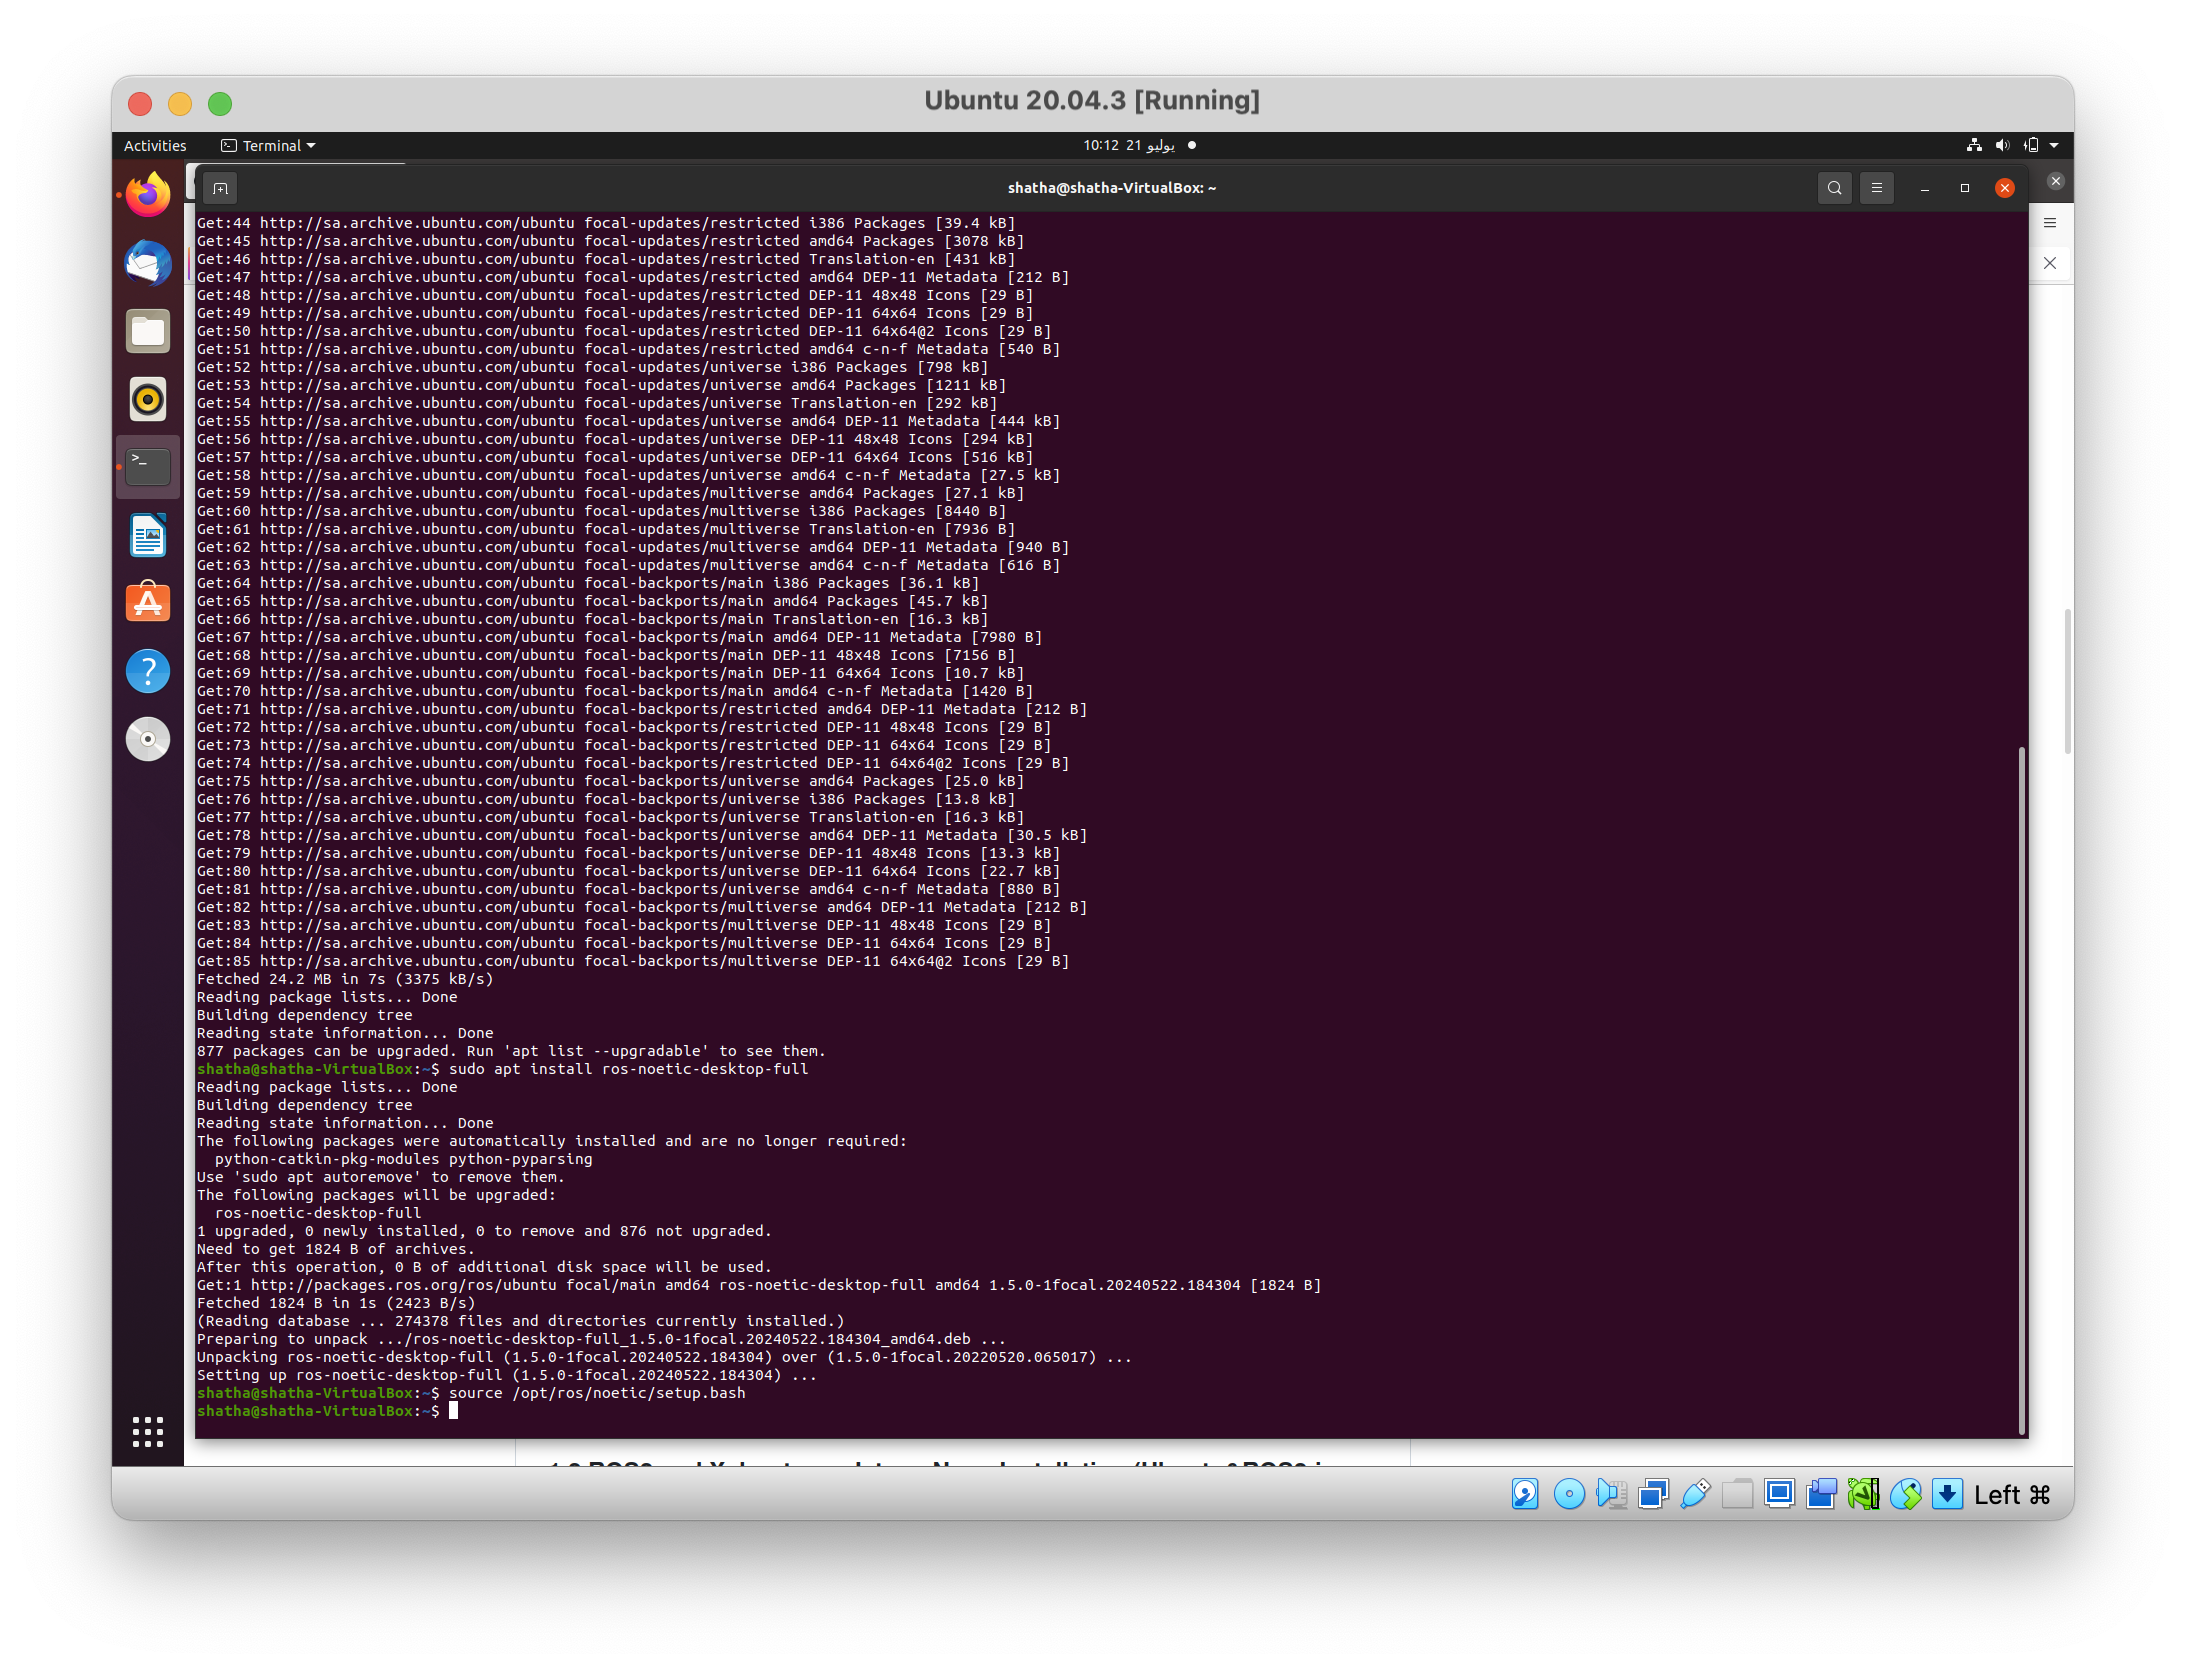 Ubuntu 20.04.3 [Running]
Activities
Terminal
10:12 21 يوليو
shatha@shatha-VirtualBox: ~
Get:44 http://sa.archive.ubuntu.com/ubuntu focal-updates/restricted i386 Packages [39.4 kB]
Get:45 http://sa.archive.ubuntu.com/ubuntu focal-updates/restricted amd64 Packages [3078 kB]
Get:46 http://sa.archive.ubuntu.com/ubuntu focal-updates/restricted Translation-en [431 kB]
Get:47 http://sa.archive.ubuntu.com/ubuntu focal-updates/restricted amd64 DEP-11 Metadata [212 B]
Get:48 http://sa.archive.ubuntu.com/ubuntu focal-updates/restricted DEP-11 48x48 Icons [29 B]
Get:49 http://sa.archive.ubuntu.com/ubuntu focal-updates/restricted DEP-11 64x64 Icons [29 B]
Get:50 http://sa.archive.ubuntu.com/ubuntu focal-updates/restricted DEP-11 64x64@2 Icons [29 B]
Get:51 http://sa.archive.ubuntu.com/ubuntu focal-updates/restricted amd64 c-n-f Metadata [540 B]
Get:52 http://sa.archive.ubuntu.com/ubuntu focal-updates/universe i386 Packages [798 kB]
Get:53 http://sa.archive.ubuntu.com/ubuntu focal-updates/universe amd64 Packages [1211 kB]
Get:54 http://sa.archive.ubuntu.com/ubuntu focal-updates/universe Translation-en [292 kB]
Get:55 http://sa.archive.ubuntu.com/ubuntu focal-updates/universe amd64 DEP-11 Metadata [444 kB]
Get:56 http://sa.archive.ubuntu.com/ubuntu focal-updates/universe DEP-11 48x48 Icons [294 kB]
Get:57 http://sa.archive.ubuntu.com/ubuntu focal-updates/universe DEP-11 64x64 Icons [516 kB]
Get:58 http://sa.archive.ubuntu.com/ubuntu focal-updates/universe amd64 c-n-f Metadata [27.5 kB]
Get:59 http://sa.archive.ubuntu.com/ubuntu focal-updates/multiverse amd64 Packages [27.1 kB]
Get:60 http://sa.archive.ubuntu.com/ubuntu focal-updates/multiverse i386 Packages [8440 B]
Get:61 http://sa.archive.ubuntu.com/ubuntu focal-updates/multiverse Translation-en [7936 B]
Get:62 http://sa.archive.ubuntu.com/ubuntu focal-updates/multiverse amd64 DEP-11 Metadata [940 B]
Get:63 http://sa.archive.ubuntu.com/ubuntu focal-updates/multiverse amd64 c-n-f Metadata [616 B]
Get:64 http://sa.archive.ubuntu.com/ubuntu focal-backports/main i386 Packages [36.1 kB]
Get:65 http://sa.archive.ubuntu.com/ubuntu focal-backports/main amd64 Packages [45.7 kB]
Get:66 http://sa.archive.ubuntu.com/ubuntu focal-backports/main Translation-en [16.3 kB]
Get:67 http://sa.archive.ubuntu.com/ubuntu focal-backports/main amd64 DEP-11 Metadata [7980 B]
Get:68 http://sa.archive.ubuntu.com/ubuntu focal-backports/main DEP-11 48x48 Icons [7156 B]
Get:69 http://sa.archive.ubuntu.com/ubuntu focal-backports/main DEP-11 64x64 Icons [10.7 kB]
Get:70 http://sa.archive.ubuntu.com/ubuntu focal-backports/main amd64 c-n-f Metadata [1420 B]
Get:71 http://sa.archive.ubuntu.com/ubuntu focal-backports/restricted amd64 DEP-11 Metadata [212 B]
Get:72 http://sa.archive.ubuntu.com/ubuntu focal-backports/restricted DEP-11 48x48 Icons [29 B]
Get:73 http://sa.archive.ubuntu.com/ubuntu focal-backports/restricted DEP-11 64x64 Icons [29 B]
Get:74 http://sa.archive.ubuntu.com/ubuntu focal-backports/restricted DEP-11 64x64@2 Icons [29 B]
Get:75 http://sa.archive.ubuntu.com/ubuntu focal-backports/universe amd64 Packages [25.0 kB]
Get:76 http://sa.archive.ubuntu.com/ubuntu focal-backports/universe i386 Packages [13.8 kB]
Get:77 http://sa.archive.ubuntu.com/ubuntu focal-backports/universe Translation-en [16.3 kB]
Get:78 http://sa.archive.ubuntu.com/ubuntu focal-backports/universe amd64 DEP-11 Metadata [30.5 kB]
Get:79 http://sa.archive.ubuntu.com/ubuntu focal-backports/universe DEP-11 48x48 Icons [13.3 kB]
Get:80 http://sa.archive.ubuntu.com/ubuntu focal-backports/universe DEP-11 64x64 Icons [22.7 kB]
Get:81 http://sa.archive.ubuntu.com/ubuntu focal-backports/universe amd64 c-n-f Metadata [880 B]
Get:82 http://sa.archive.ubuntu.com/ubuntu focal-backports/multiverse amd64 DEP-11 Metadata [212 B]
Get:83 http://sa.archive.ubuntu.com/ubuntu focal-backports/multiverse DEP-11 48x48 Icons [29 B]
Get:84 http://sa.archive.ubuntu.com/ubuntu focal-backports/multiverse DEP-11 64x64 Icons [29 B]
Get:85 http://sa.archive.ubuntu.com/ubuntu focal-backports/multiverse DEP-11 64x64@2 Icons [29 B]
Fetched 24.2 MB in 7s (3375 kB/s)
Reading package lists... Done
Building dependency tree
Reading state information... Done
877 packages can be upgraded. Run 'apt list --upgradable' to see them.
shatha@shatha-VirtualBox:~$ sudo apt install ros-noetic-desktop-full
Reading package lists... Done
Building dependency tree
Reading state information... Done
The following packages were automatically installed and are no longer required:
  python-catkin-pkg-modules python-pyparsing
Use 'sudo apt autoremove' to remove them.
The following packages will be upgraded:
  ros-noetic-desktop-full
1 upgraded, 0 newly installed, 0 to remove and 876 not upgraded.
Need to get 1824 B of archives.
After this operation, 0 B of additional disk space will be used.
Get:1 http://packages.ros.org/ros/ubuntu focal/main amd64 ros-noetic-desktop-full amd64 1.5.0-1focal.20240522.184304 [1824 B]
Fetched 1824 B in 1s (2423 B/s)
(Reading database ... 274378 files and directories currently installed.)
Preparing to unpack .../ros-noetic-desktop-full_1.5.0-1focal.20240522.184304_amd64.deb ...
Unpacking ros-noetic-desktop-full (1.5.0-1focal.20240522.184304) over (1.5.0-1focal.20220520.065017) ...
Setting up ros-noetic-desktop-full (1.5.0-1focal.20240522.184304) ...
shatha@shatha-VirtualBox:~$ source /opt/ros/noetic/setup.bash
shatha@shatha-VirtualBox:~$
Left ⌘